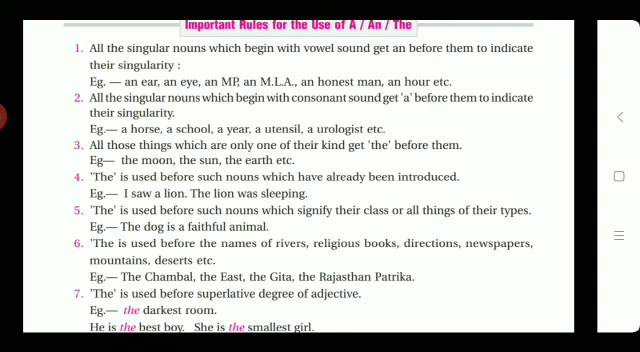 Important Rules for the Use of A / An / The
1. All the singular nouns which begin with vowel sound get an before them to indicate
their singularity :
Eg. — an ear, an eye, an MP, an M.L.A., an honest man, an hour etc.
2. All the singular nouns which begin with consonant sound get 'a' before them to indicate
their singularity.
Eg.— a horse, a school, a year, a utensil, a urologist etc.
3. All those things which are only one of their kind get 'the' before them.
Eg— the moon, the sun, the earth etc.
4. 'The' is used before such nouns which have already been introduced.
Eg.— I saw a lion. The lion was sleeping.
5. 'The' is used before such nouns which signify their class or all things of their types.
Eg.— The dog is a faithful animal.
6. 'The is used before the names of rivers, religious books, directions, newspapers,
mountains, deserts etc.
Eg.— The Chambal, the East, the Gita, the Rajasthan Patrika.
7. 'The' is used before superlative degree of adjective.
Eg.— the darkest room.
He is the best boy. She is the smallest girl.